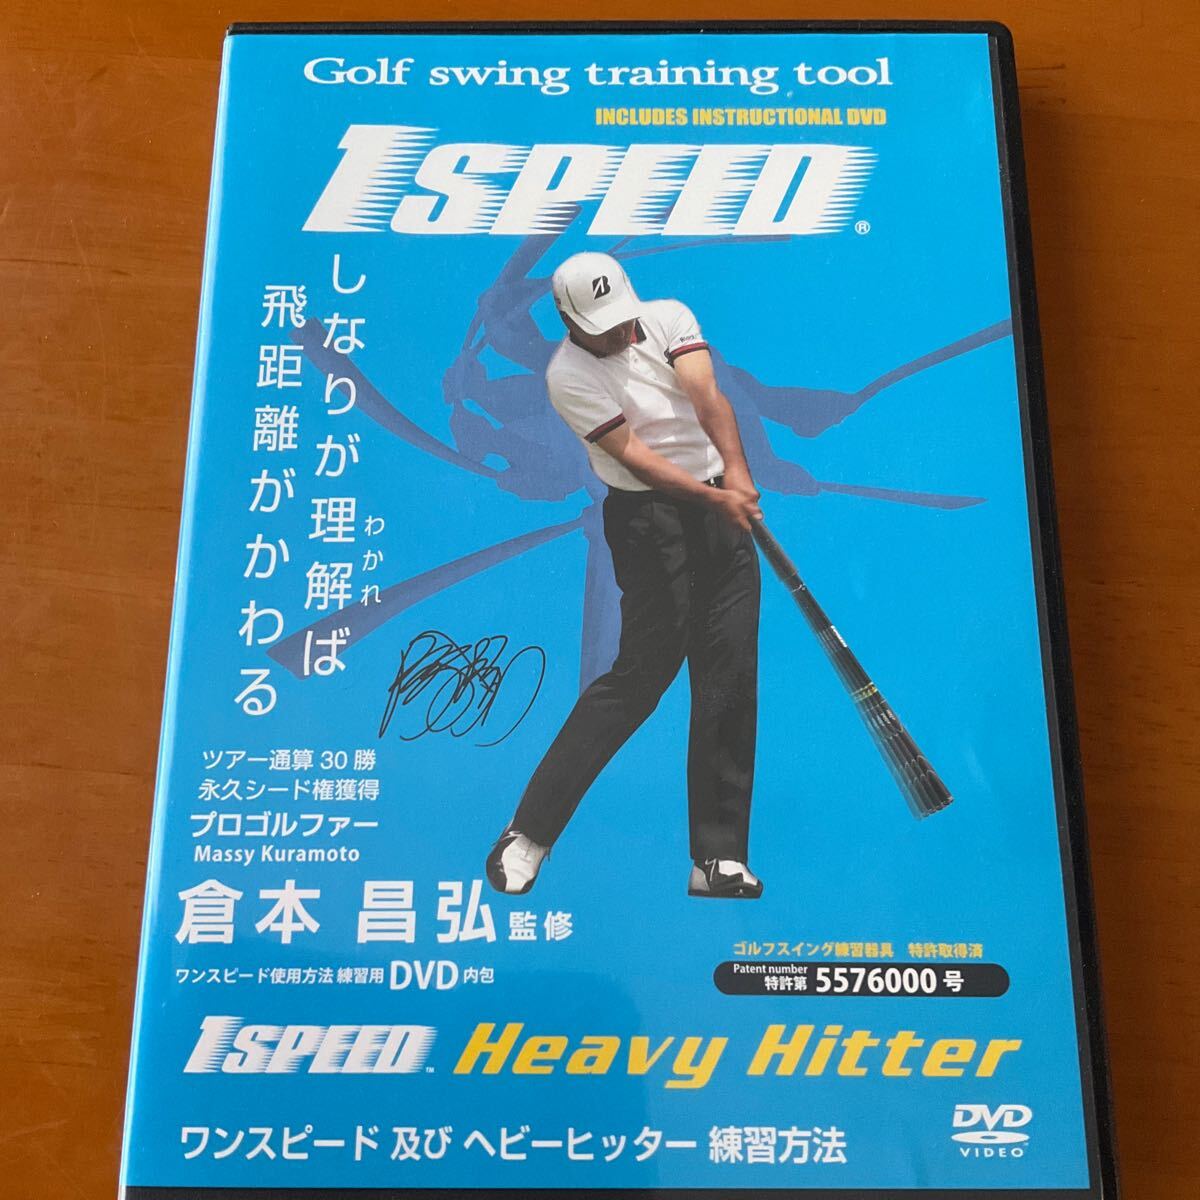 Golf swing training tool
INCLUDES INSTRUCTIONAL DVD
1SPEED®
しなりが理解ば
わかれ
飛距離がかわる
ツアー通算30勝
永久シード権獲得
プロゴルファー
Massy Kuramoto
倉本 昌弘 監修
ワンスピード使用方法 練習用 DVD 内包
ゴルフスイング練習器具 特許取得済
Patent number
特許第 5576000 号
1SPEED™ Heavy Hitter
ワンスピード 及び ヘビーヒッター 練習方法
DVD
VIDEO